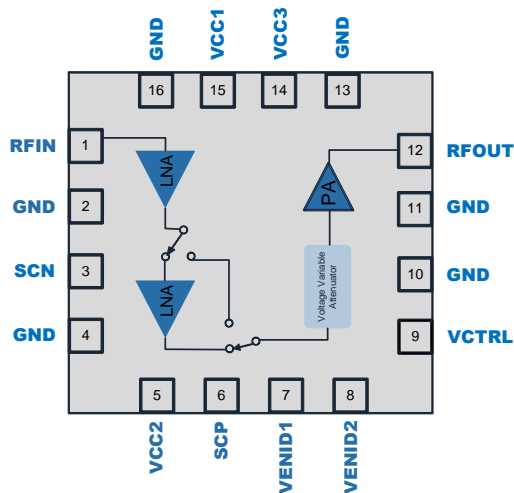 GND
VCC1
VCC3
GND
16
15
14
13
RFIN
1
LNA
PA
12
RFOUT
GND
2
11
GND
SCN
3
LNA
Voltage Variable
Attenuator
10
GND
GND
4
9
VCTRL
5
6
7
8
VCC2
SCP
VENID1
VENID2